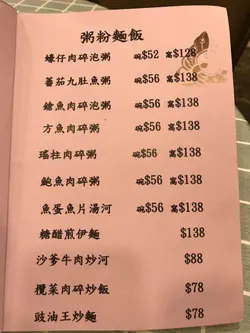 粥粉麵飯
蠔仔肉碎泡粥 碗$52 窩$128
蕃茄九肚魚粥 碗$56 窩$138
鱠魚肉碎泡粥 碗$56 窩$138
方魚肉碎粥 碗$56 窩$138
瑤柱肉碎粥 碗$56 窩$138
鮑魚肉碎粥 碗$56 窩$138
魚蛋魚片湯河 碗$56 窩$138
糖醋煎伊麵 $138
沙爹牛肉炒河 $88
欖菜肉碎炒飯 $78
豉油王炒麵 $78